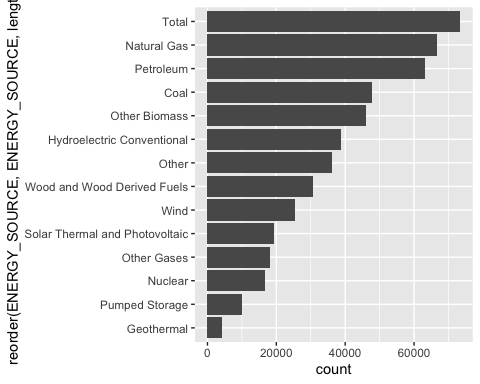 reorder(ENERGY_SOURCE, ENERGY_SOURCE,
Total
Natural Gas
Petroleum
Coal
Other Biomass
Hydroelectric Conventional
Other
Wood and Wood Derived Fuels
Wind
Solar Thermal and Photovoltaic
Other Gases
Nuclear
Pumped Storage
Geothermal
0 20000 40000 60000
count